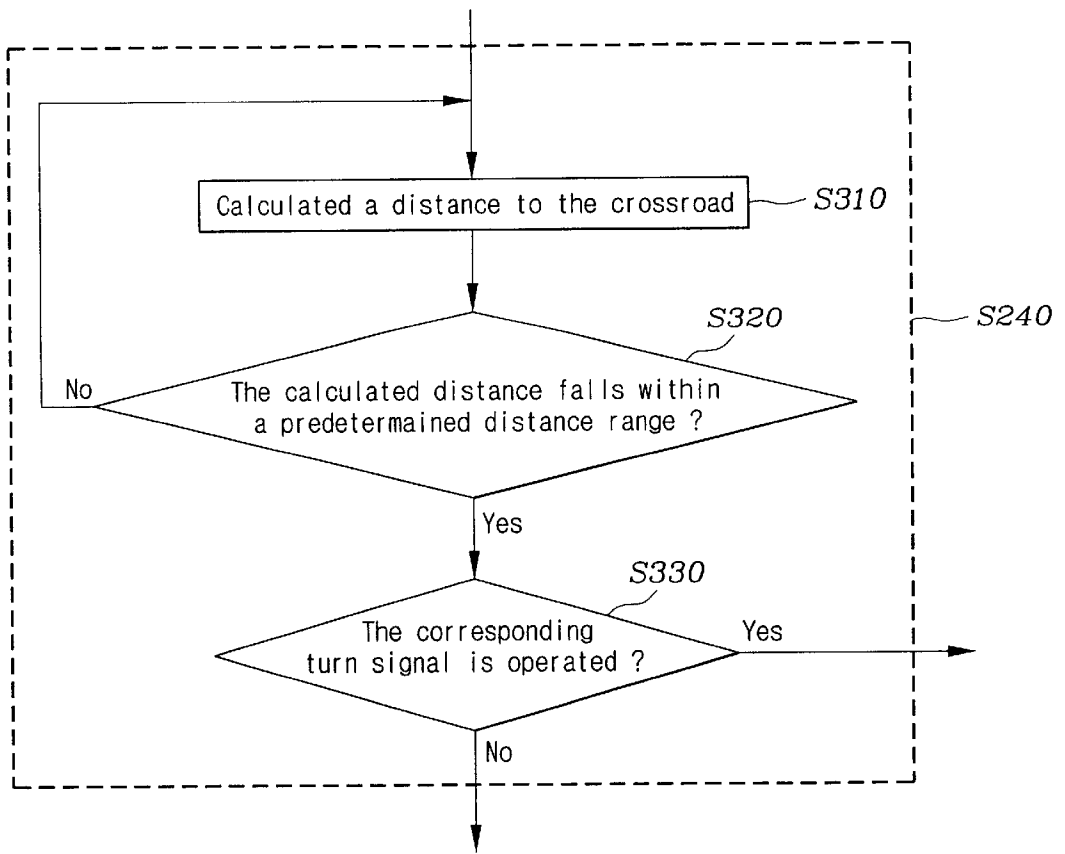 Calculated a distance to the crossroad
S310
S320
S240
No
The calculated distance falls within
a predetermained distance range ?
Yes
S330
The corresponding
turn signal is operated ?
Yes
No